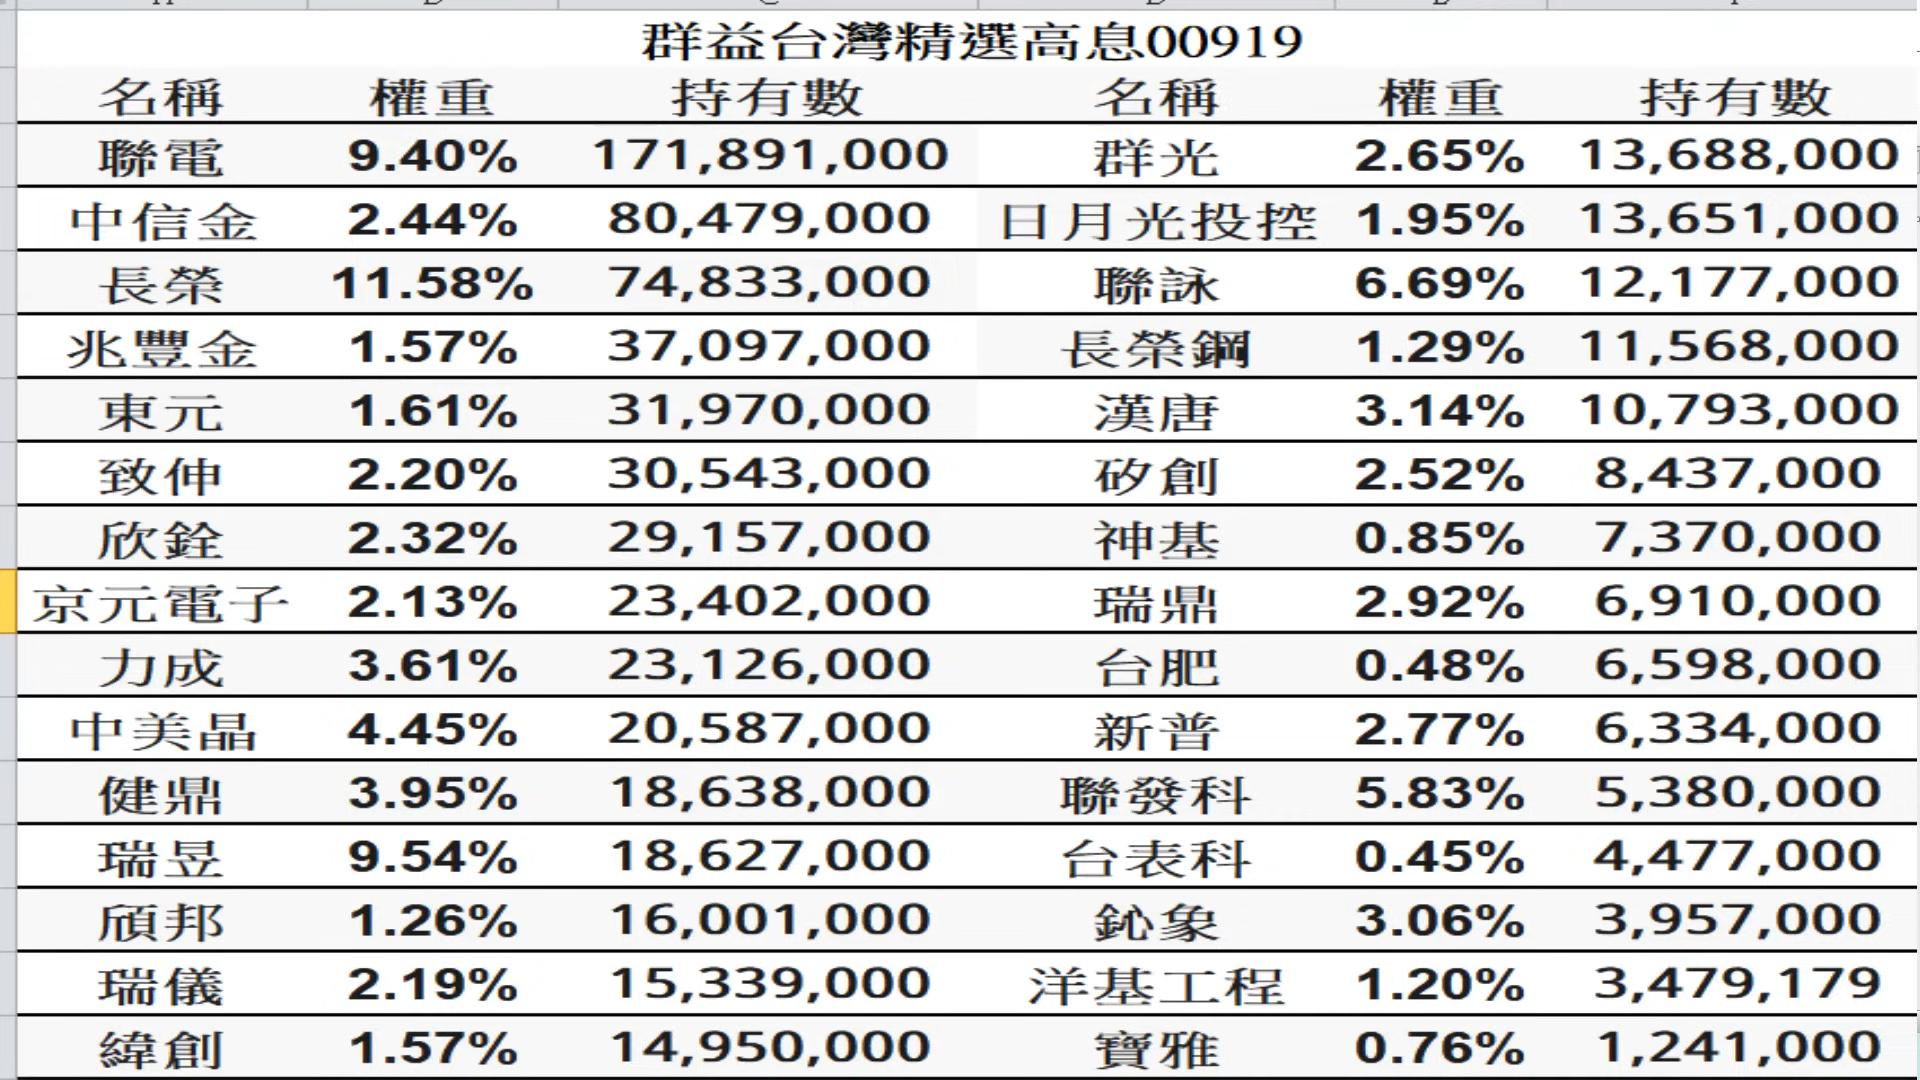 群益台灣精選高息00919
名稱 權重 持有數 名稱 權重 持有數
聯電 9.40% 171,891,000 群光 2.65% 13,688,000
中信金 2.44% 80,479,000 日月光投控 1.95% 13,651,000
長榮 11.58% 74,833,000 聯詠 6.69% 12,177,000
兆豐金 1.57% 37,097,000 長榮鋼 1.29% 11,568,000
東元 1.61% 31,970,000 漢唐 3.14% 10,793,000
致伸 2.20% 30,543,000 矽創 2.52% 8,437,000
欣銓 2.32% 29,157,000 神基 0.85% 7,370,000
京元電子 2.13% 23,402,000 瑞鼎 2.92% 6,910,000
力成 3.61% 23,126,000 台肥 0.48% 6,598,000
中美晶 4.45% 20,587,000 新普 2.77% 6,334,000
健鼎 3.95% 18,638,000 聯發科 5.83% 5,380,000
瑞昱 9.54% 18,627,000 台表科 0.45% 4,477,000
頎邦 1.26% 16,001,000 鈊象 3.06% 3,957,000
瑞儀 2.19% 15,339,000 洋基工程 1.20% 3,479,179
緯創 1.57% 14,950,000 寶雅 0.76% 1,241,000